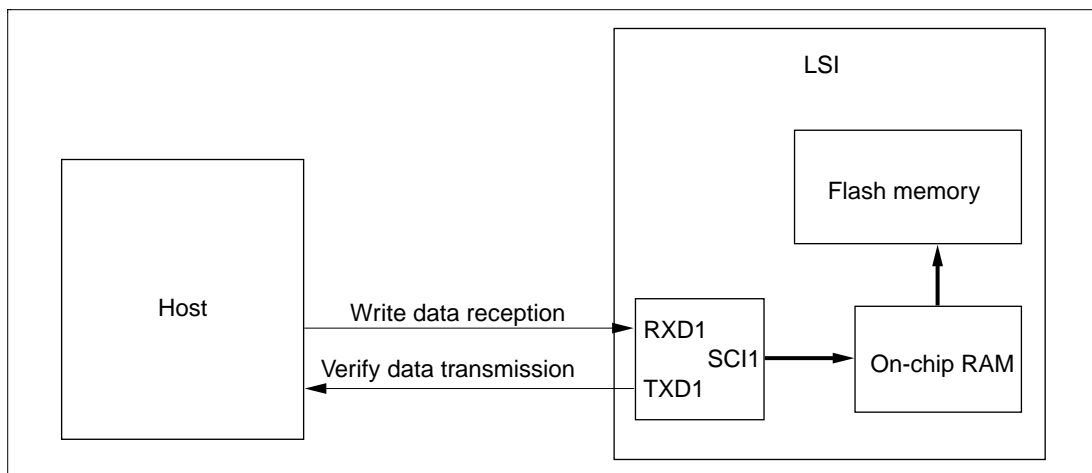 LSI
Flash memory
Host
Write data reception
RXD1
SCI1
On-chip RAM
Verify data transmission
TXD1